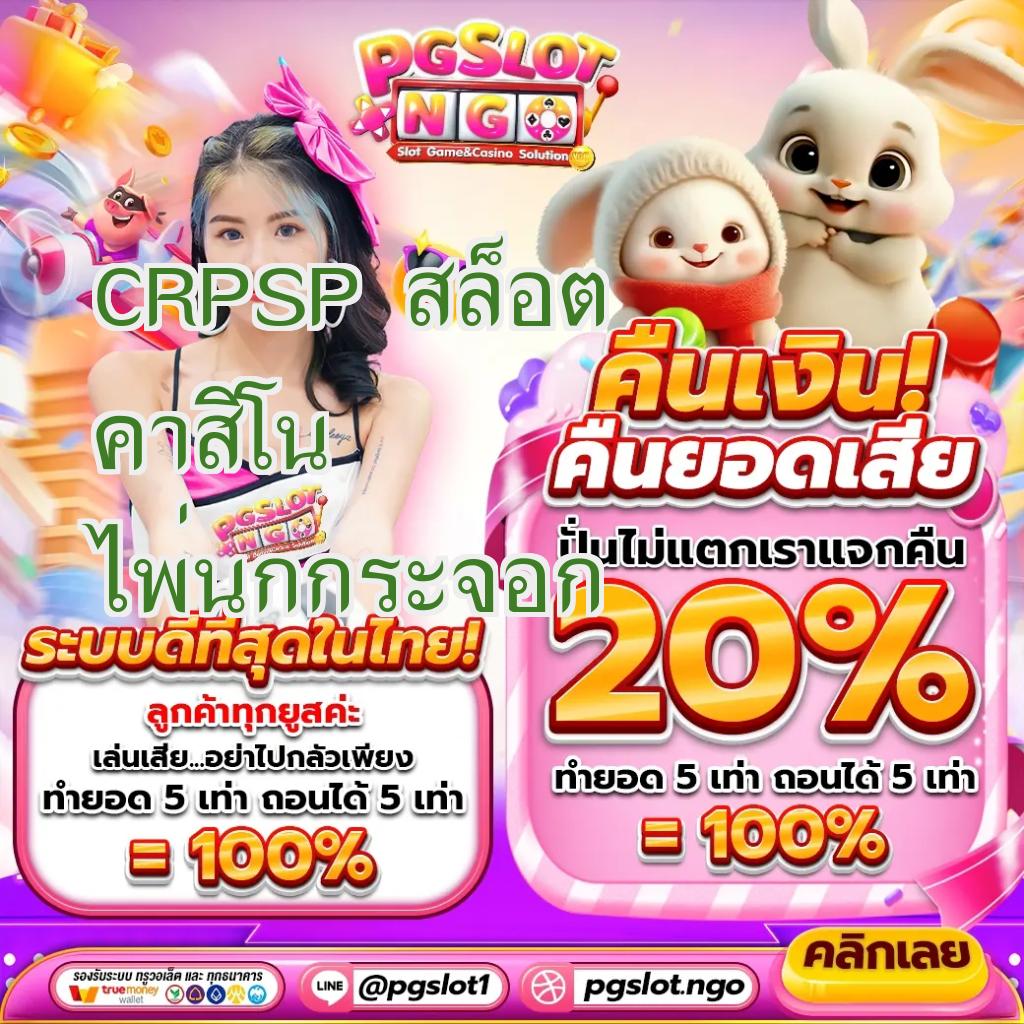 PGSLOT
NGO
Slot Game&Casino Solution
CRPSP สล็อต
คาสิโน
ไพ่นกกระจอก
PGSLOT
NGO
คืนเงิน!
คืนยอดเสีย
ปั่นไม่แตกเราแจกคืน
20%
ทำยอด 5 เท่า ถอนได้ 5 เท่า
= 100%
ระบบดีที่สุดในไทย!
ลูกค้าทุกยูสค่ะ
เล่นเสีย...อย่าไปกลัวเพียง
ทำยอด 5 เท่า ถอนได้ 5 เท่า
= 100%
คลิกเลย
รองรับระบบ ทรูวอเล็ต และ ทุกธนาคาร
truemoney
wallet
LINE @pgslot1
pgslot.ngo